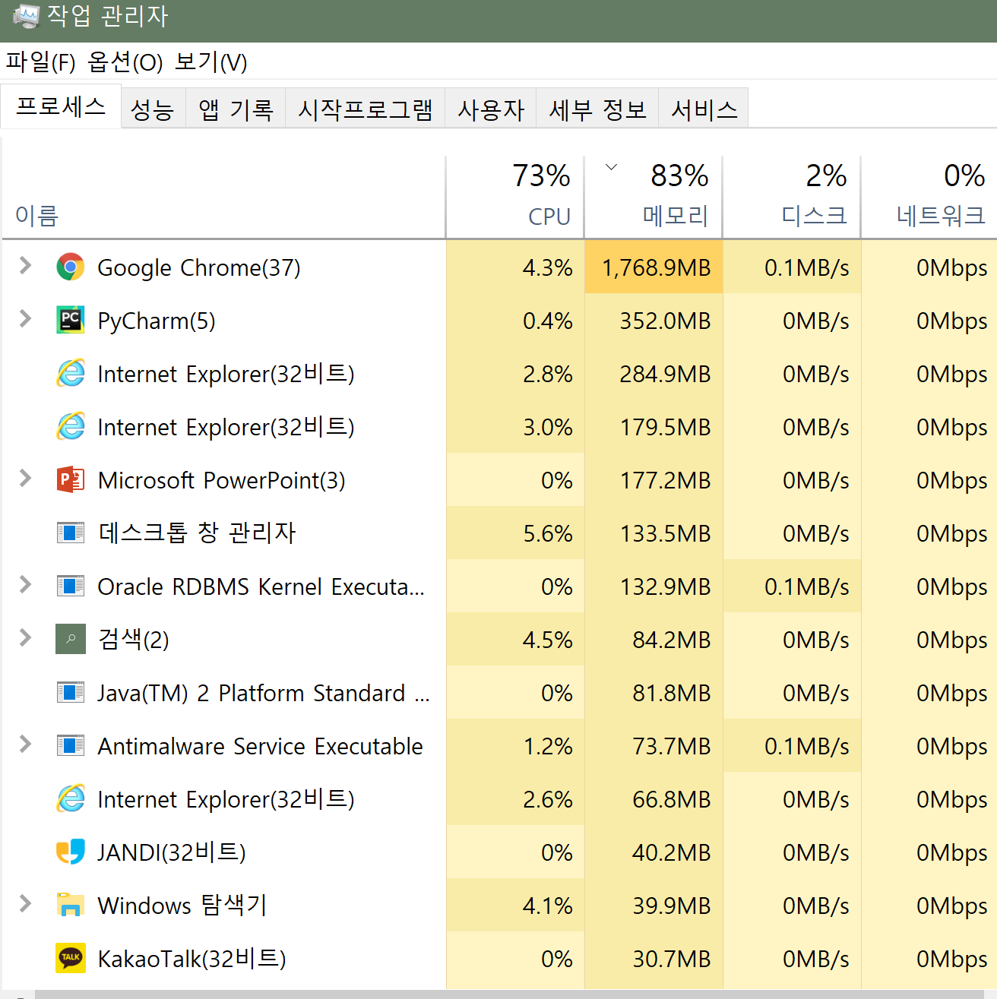 작업 관리자
파일(F) 옵션(O) 보기(V)
프로세스 성능 앱 기록 시작프로그램 사용자 세부 정보 서비스
73% 83% 2% 0%
이름 CPU 메모리 디스크 네트워크
Google Chrome(37) 4.3% 1,768.9MB 0.1MB/s 0Mbps
PyCharm(5) 0.4% 352.0MB 0MB/s 0Mbps
Internet Explorer(32비트) 2.8% 284.9MB 0MB/s 0Mbps
Internet Explorer(32비트) 3.0% 179.5MB 0MB/s 0Mbps
Microsoft PowerPoint(3) 0% 177.2MB 0MB/s 0Mbps
데스크톱 창 관리자 5.6% 133.5MB 0MB/s 0Mbps
Oracle RDBMS Kernel Executa... 0% 132.9MB 0.1MB/s 0Mbps
검색(2) 4.5% 84.2MB 0MB/s 0Mbps
Java(TM) 2 Platform Standard ... 0% 81.8MB 0MB/s 0Mbps
Antimalware Service Executable 1.2% 73.7MB 0.1MB/s 0Mbps
Internet Explorer(32비트) 2.6% 66.8MB 0MB/s 0Mbps
JANDI(32비트) 0% 40.2MB 0MB/s 0Mbps
Windows 탐색기 4.1% 39.9MB 0MB/s 0Mbps
KakaoTalk(32비트) 0% 30.7MB 0MB/s 0Mbps